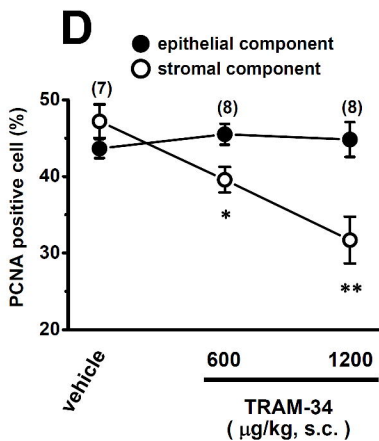 D
epithelial component
stromal component
(7) (8) (8)
50
40
30
20
PCNA positive cell (%)
*
**
vehicle 600 1200
TRAM-34
( μg/kg, s.c. )